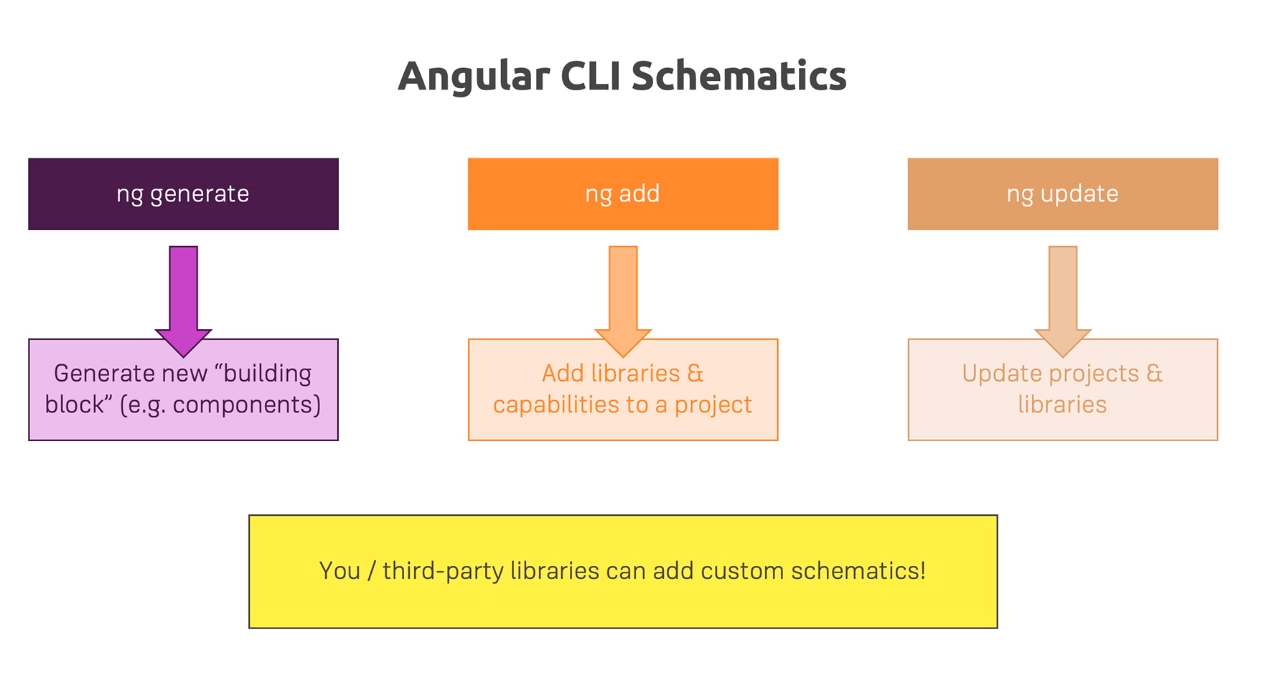 Angular CLI Schematics
ng generate
ng add
ng update
Generate new “building
block” (e.g. components)
Add libraries &
capabilities to a project
Update projects &
libraries
You / third-party libraries can add custom schematics!